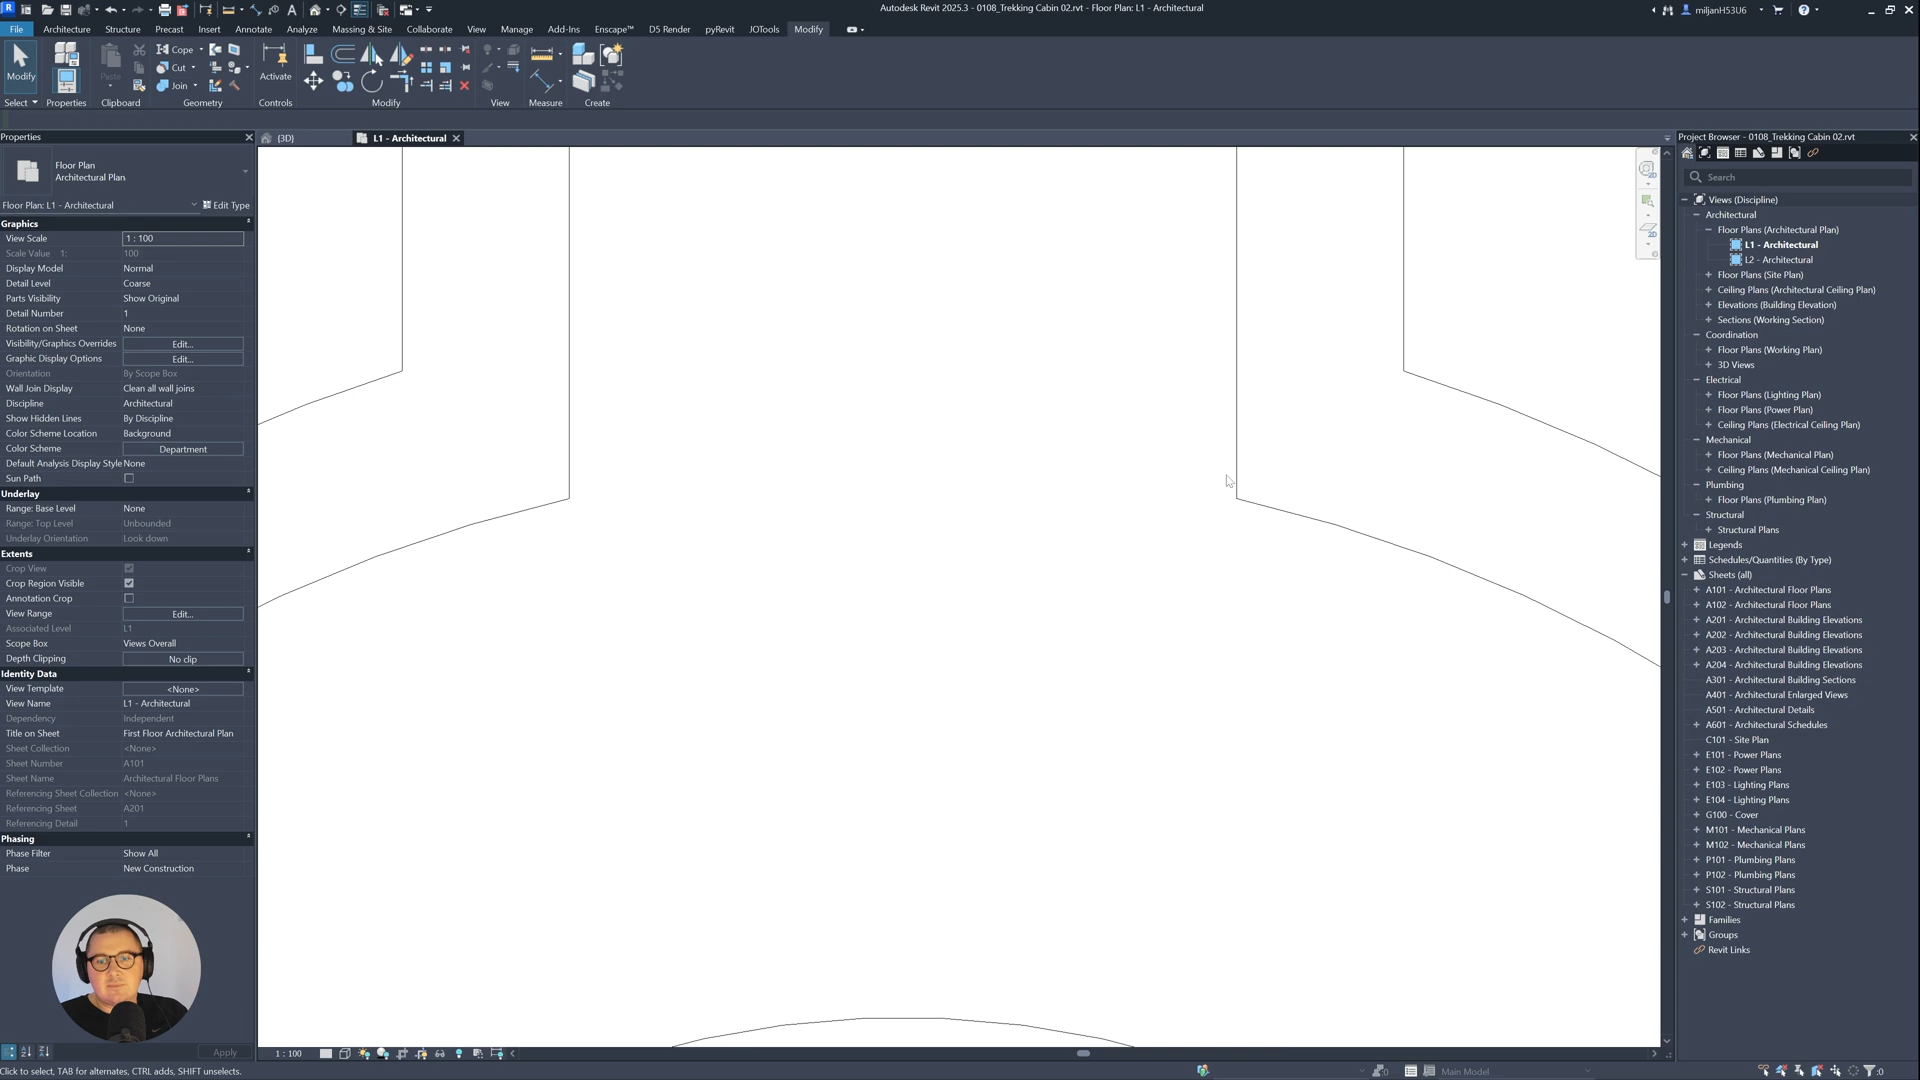 Autodesk Revit 2025.3 - 0108_Trekking Cabin 02.rvt - Floor Plan: L1 - Architectural
miljanH53U6
File Architecture Structure Precast Insert Annotate Analyze Massing & Site Collaborate View Manage Add-Ins Enscape™ D5 Render pyRevit JOTools Modify
Modify
Paste
Cope
Cut
Join
Activate
Select Properties Clipboard Geometry Controls Modify View Measure Create
Properties
{3D}
L1 - Architectural
Floor Plan
Architectural Plan
Floor Plan: L1 - Architectural
Edit Type
Graphics
View Scale 1 : 100
Scale Value 1: 100
Display Model Normal
Detail Level Coarse
Parts Visibility Show Original
Detail Number 1
Rotation on Sheet None
Visibility/Graphics Overrides Edit...
Graphic Display Options Edit...
Orientation By Scope Box
Wall Join Display Clean all wall joins
Discipline Architectural
Show Hidden Lines By Discipline
Color Scheme Location Background
Color Scheme Department
Default Analysis Display Style None
Sun Path
Underlay
Range: Base Level None
Range: Top Level Unbounded
Underlay Orientation Look down
Extents
Crop View
Crop Region Visible
Annotation Crop
View Range Edit...
Associated Level L1
Scope Box Views Overall
Depth Clipping No clip
Identity Data
View Template <None>
View Name L1 - Architectural
Dependency Independent
Title on Sheet First Floor Architectural Plan
Sheet Collection <None>
Sheet Number A101
Sheet Name Architectural Floor Plans
Referencing Sheet Collection <None>
Referencing Sheet A201
Referencing Detail 1
Phasing
Phase Filter Show All
Phase New Construction
Apply
1 : 100
Click to select, TAB for alternates, CTRL adds, SHIFT unselects.
:0
Main Model
:0
Project Browser - 0108_Trekking Cabin 02.rvt
Search
Views (Discipline)
Architectural
Floor Plans (Architectural Plan)
L1 - Architectural
L2 - Architectural
Floor Plans (Site Plan)
Ceiling Plans (Architectural Ceiling Plan)
Elevations (Building Elevation)
Sections (Working Section)
Coordination
Floor Plans (Working Plan)
3D Views
Electrical
Floor Plans (Lighting Plan)
Floor Plans (Power Plan)
Ceiling Plans (Electrical Ceiling Plan)
Mechanical
Floor Plans (Mechanical Plan)
Ceiling Plans (Mechanical Ceiling Plan)
Plumbing
Floor Plans (Plumbing Plan)
Structural
Structural Plans
Legends
Schedules/Quantities (By Type)
Sheets (all)
A101 - Architectural Floor Plans
A102 - Architectural Floor Plans
A201 - Architectural Building Elevations
A202 - Architectural Building Elevations
A203 - Architectural Building Elevations
A204 - Architectural Building Elevations
A301 - Architectural Building Sections
A401 - Architectural Enlarged Views
A501 - Architectural Details
A601 - Architectural Schedules
C101 - Site Plan
E101 - Power Plans
E102 - Power Plans
E103 - Lighting Plans
E104 - Lighting Plans
G100 - Cover
M101 - Mechanical Plans
M102 - Mechanical Plans
P101 - Plumbing Plans
P102 - Plumbing Plans
S101 - Structural Plans
S102 - Structural Plans
Families
Groups
Revit Links